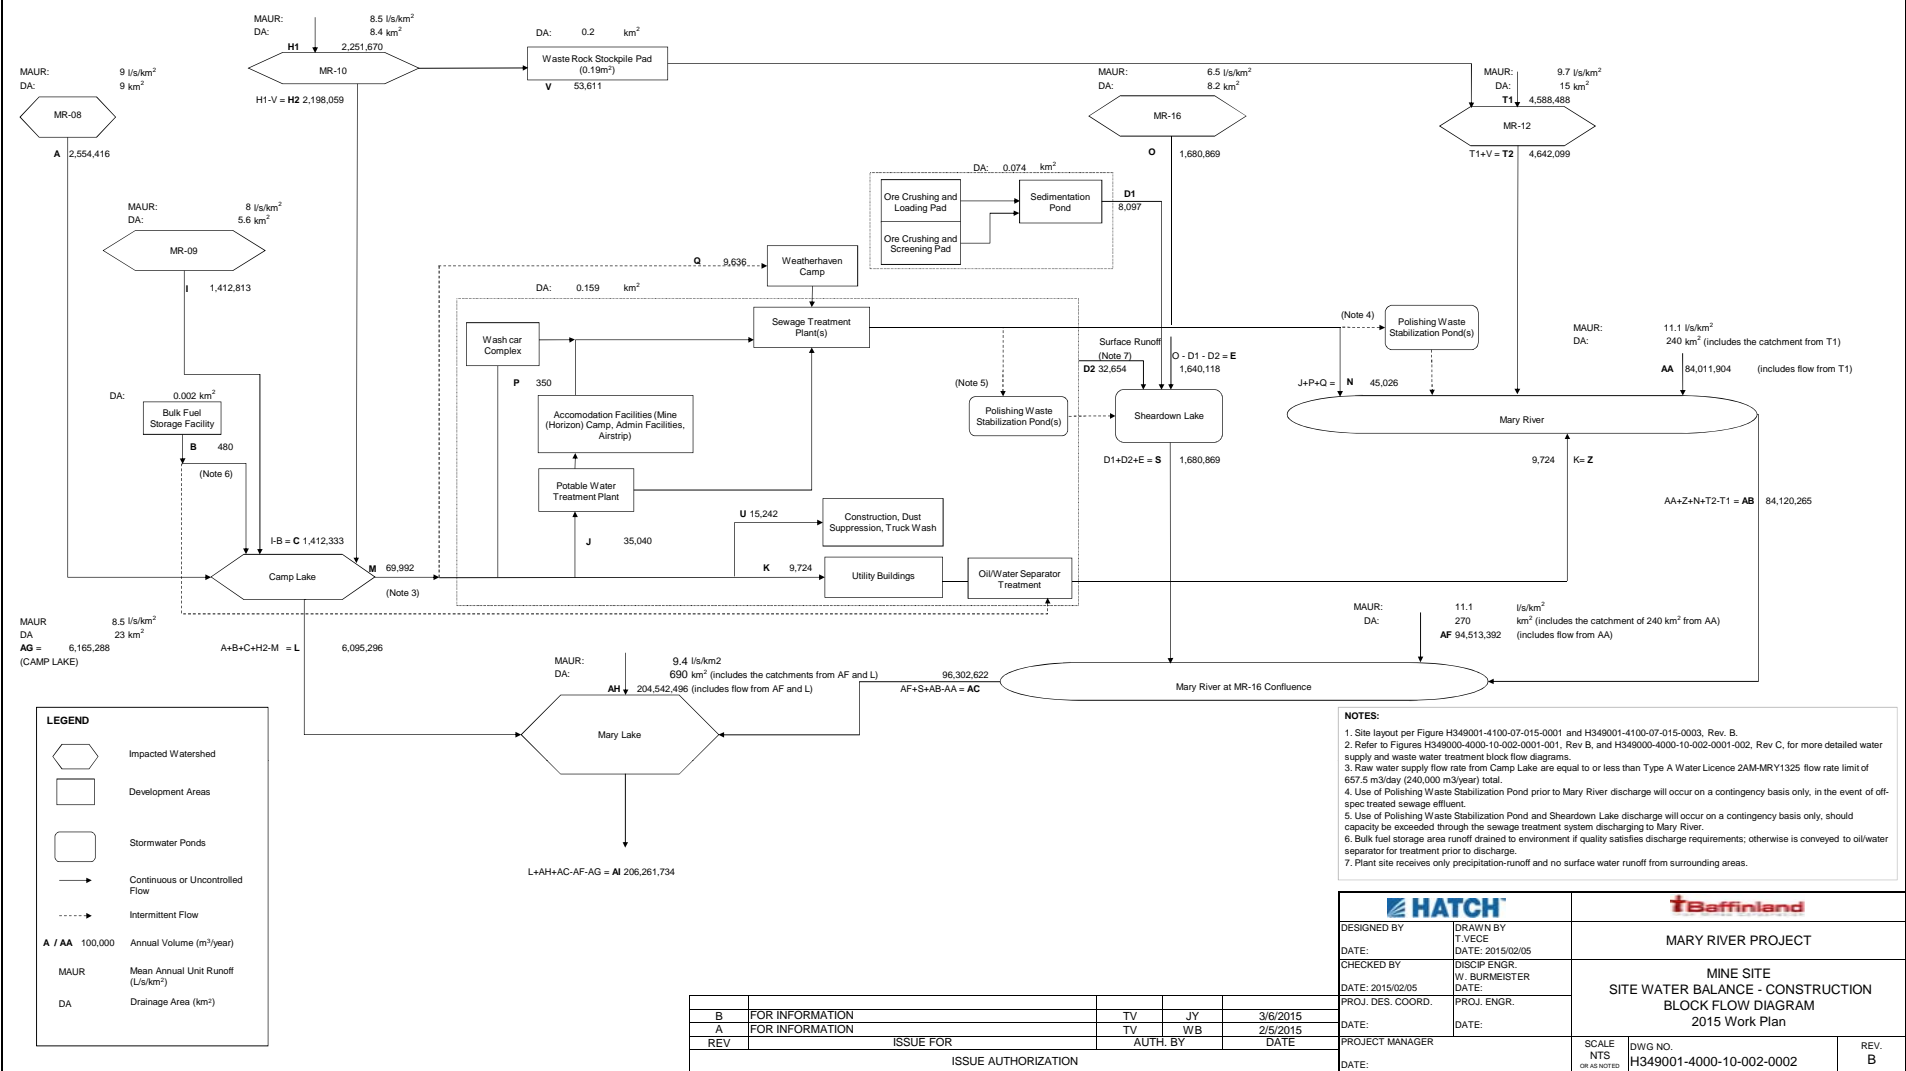 MAUR: 8.5 l/s/km2
DA: 8.4 km2
H1 2,251,670
MR-10
H1-V = H2 2,198,059
DA: 0.2 km2
Waste Rock Stockpile Pad
(0.19m2)
V 53,611
MAUR: 9 l/s/km2
DA: 9 km2
MR-08
A 2,554,416
MAUR: 6.5 l/s/km2
DA: 8.2 km2
MR-16
O 1,680,869
MAUR: 9.7 l/s/km2
DA: 15 km2
T1 4,588,488
MR-12
T1+V = T2 4,642,099
DA: 0.074 km2
Ore Crushing and
Loading Pad
Ore Crushing and
Screening Pad
Sedimentation
Pond
D1
8,097
MAUR: 8 l/s/km2
DA: 5.6 km2
MR-09
I 1,412,813
Q 9,636
Weatherhaven
Camp
DA: 0.159 km2
Wash car
Complex
Sewage Treatment
Plant(s)
P 350
Accomodation Facilities (Mine
(Horizon) Camp, Admin Facilities,
Airstrip)
Potable Water
Treatment Plant
J 35,040
U 15,242
Construction, Dust
Suppression, Truck Wash
K 9,724
Utility Buildings
Oil/Water Separator
Treatment
(Note 5)
Polishing Waste
Stabilization Pond(s)
Surface Runoff
(Note 7)
D2 32,654
O - D1 - D2 = E
1,640,118
Sheardown Lake
D1+D2+E = S 1,680,869
(Note 4)
Polishing Waste
Stabilization Pond(s)
J+P+Q = N 45,026
MAUR: 11.1 l/s/km2
DA: 240 km2 (includes the catchment from T1)
AA 84,011,904 (includes flow from T1)
Mary River
9,724 K= Z
AA+Z+N+T2-T1 = AB 84,120,265
DA: 0.002 km2
Bulk Fuel
Storage Facility
B 480
(Note 6)
I-B = C 1,412,333
Camp Lake
M 69,992
(Note 3)
MAUR 8.5 l/s/km2
DA 23 km2
AG = 6,165,288
(CAMP LAKE)
A+B+C+H2-M = L 6,095,296
MAUR: 9.4 l/s/km2
DA: 690 km2 (includes the catchments from AF and L)
AH 204,542,496 (includes flow from AF and L)
Mary Lake
L+AH+AC-AF-AG = AI 206,261,734
96,302,622
AF+S+AB-AA = AC
MAUR: 11.1 l/s/km2
DA: 270 km2 (includes the catchment of 240 km2 from AA)
AF 94,513,392 (includes flow from AA)
Mary River at MR-16 Confluence
LEGEND
Impacted Watershed
Development Areas
Stormwater Ponds
Continuous or Uncontrolled
Flow
Intermittent Flow
A / AA 100,000 Annual Volume (m3/year)
MAUR Mean Annual Unit Runoff
(L/s/km2)
DA Drainage Area (km2)
NOTES:
1. Site layout per Figure H349001-4100-07-015-0001 and H349001-4100-07-015-0003, Rev. B.
2. Refer to Figures H349000-4000-10-002-0001-001, Rev B, and H349000-4000-10-002-0001-002, Rev C, for more detailed water
supply and waste water treatment block flow diagrams.
3. Raw water supply flow rate from Camp Lake are equal to or less than Type A Water Licence 2AM-MRY1325 flow rate limit of
657.5 m3/day (240,000 m3/year) total.
4. Use of Polishing Waste Stabilization Pond prior to Mary River discharge will occur on a contingency basis only, in the event of off-
spec treated sewage effluent.
5. Use of Polishing Waste Stabilization Pond and Sheardown Lake discharge will occur on a contingency basis only, should
capacity be exceeded through the sewage treatment system discharging to Mary River.
6. Bulk fuel storage area runoff drained to environment if quality satisfies discharge requirements; otherwise is conveyed to oil/water
separator for treatment prior to discharge.
7. Plant site receives only precipitation-runoff and no surface water runoff from surrounding areas.
HATCH
Baffinland
DESIGNED BY
DATE:
DRAWN BY
T.VECE
DATE: 2015/02/05
MARY RIVER PROJECT
CHECKED BY
DATE: 2015/02/05
DISCIP ENGR.
W. BURMEISTER
DATE:
PROJ. DES. COORD.
DATE:
PROJ. ENGR.
DATE:
MINE SITE
SITE WATER BALANCE - CONSTRUCTION
BLOCK FLOW DIAGRAM
2015 Work Plan
PROJECT MANAGER
DATE:
SCALE
NTS
OR AS NOTED
DWG NO.
H349001-4000-10-002-0002
REV.
B
B FOR INFORMATION TV JY 3/6/2015
A FOR INFORMATION TV WB 2/5/2015
REV ISSUE FOR AUTH. BY DATE
ISSUE AUTHORIZATION